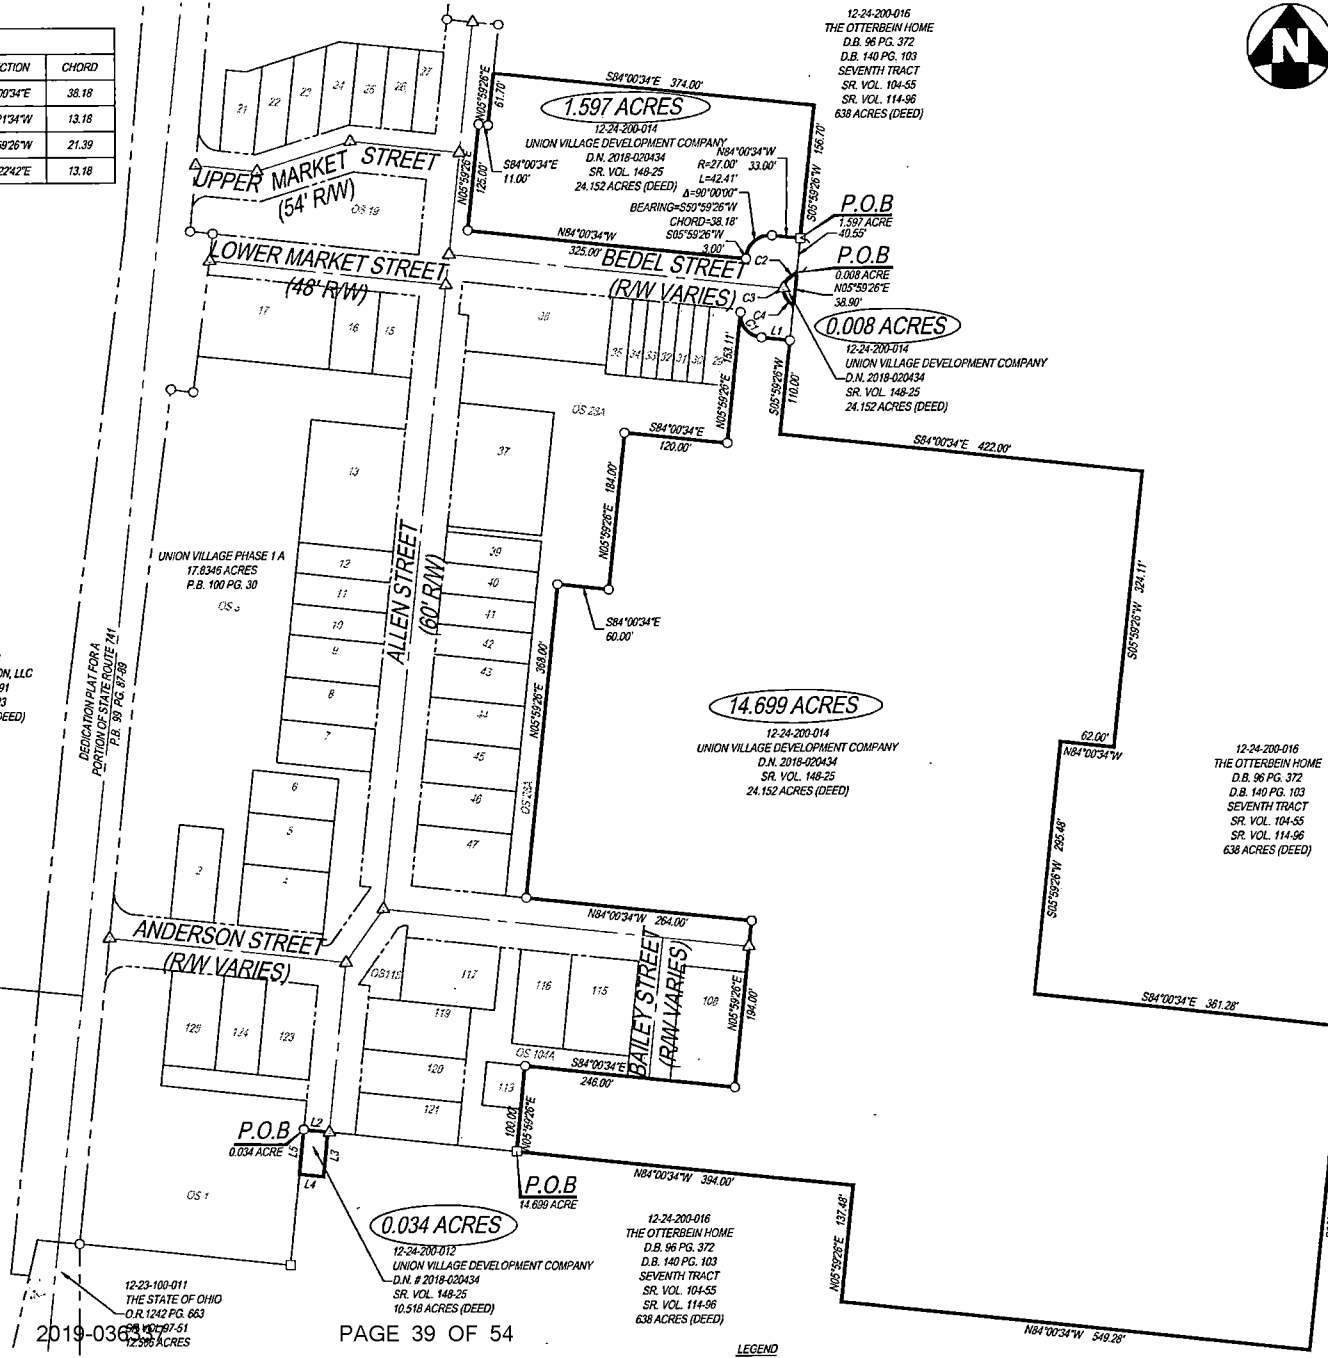 CTION CHORD
38.18
13.18
21.39
13.18
12-24-200-016
THE OTTERBEIN HOME
D.B. 96 PG. 372
D.B. 140 PG. 103
SEVENTH TRACT
SR. VOL. 104-55
SR. VOL. 114-96
638 ACRES (DEED)
N
S84°00'34"E 374.00'
N05°59'26"E
61.70'
1.597 ACRES
12-24-200-014
UNION VILLAGE DEVELOPMENT COMPANY
D.N. 2018-020434
SR. VOL. 148-25
24.152 ACRES (DEED)
S84°00'34"E
11.00'
N05°59'26"E
125.00'
N84°00'34"W
33.00'
R=27.00'
L=42.41'
Δ=90°00'00"
BEARING=S50°59'26"W
CHORD=38.18'
S05°59'26"W
3.00'
S05°59'26"W 156.70'
P.O.B
1.597 ACRE
40.55'
P.O.B
0.008 ACRE
N05°59'26"E
38.90'
0.008 ACRES
12-24-200-014
UNION VILLAGE DEVELOPMENT COMPANY
D.N. 2018-020434
SR. VOL. 148-25
24.152 ACRES (DEED)
21
22
23
24
25
26
27
UPPER MARKET STREET
(54' R/W)
OS 19
LOWER MARKET STREET
(48' R/W)
N84°00'34"W
325.00'
BEDEL STREET
(R/W VARIES)
C2
C3
C4
C1
L1
17
16
15
38
35
34
33
32
31
30
29
N05°59'26"E 153.11'
S05°59'26"W
110.00'
OS 28A
S84°00'34"E
120.00'
S84°00'34"E 422.00'
37
13
N05°59'26"E 184.00'
UNION VILLAGE PHASE 1 A
17.8346 ACRES
P.B. 100 PG. 30
ALLEN STREET
(60' R/W)
12
11
10
9
8
7
6
5
4
39
40
41
42
43
44
45
46
47
S84°00'34"E
60.00'
N05°59'26"E 368.00'
OS 28A
S05°59'26"W 324.11'
DEDICATION PLAT FOR A
PORTION OF STATE ROUTE 741
P.B. 99 PG. 87-89
ON, LLC
91
DEED)
14.699 ACRES
12-24-200-014
UNION VILLAGE DEVELOPMENT COMPANY
D.N. 2018-020434
SR. VOL. 148-25
24.152 ACRES (DEED)
62.00'
N84°00'34"W
12-24-200-016
THE OTTERBEIN HOME
D.B. 96 PG. 372
D.B. 140 PG. 103
SEVENTH TRACT
SR. VOL. 104-55
SR. VOL. 114-96
638 ACRES (DEED)
S05°59'26"W 295.48'
N84°00'34"W 264.00'
ANDERSON STREET
(R/W VARIES)
117
116
115
BAILEY STREET
(R/W VARIES)
108
N05°59'26"E 194.00'
S84°00'34"E 361.28'
125
124
123
119
120
121
OS 104A
113
S84°00'34"E
246.00'
100.00'
N05°59'26"E
P.O.B
0.034 ACRE
L2
L3
L4
L5
P.O.B
14.699 ACRE
N84°00'34"W 394.00'
N05°59'26"E 137.48'
OS 1
0.034 ACRES
12-24-200-012
UNION VILLAGE DEVELOPMENT COMPANY
D.N. # 2018-020434
SR. VOL. 148-25
10.518 ACRES (DEED)
12-24-200-016
THE OTTERBEIN HOME
D.B. 96 PG. 372
D.B. 140 PG. 103
SEVENTH TRACT
SR. VOL. 104-55
SR. VOL. 114-96
638 ACRES (DEED)
N84°00'34"W 549.28'
12-23-100-011
THE STATE OF OHIO
O.R. 1242 PG. 663
PAGE 39 OF 54
LEGEND